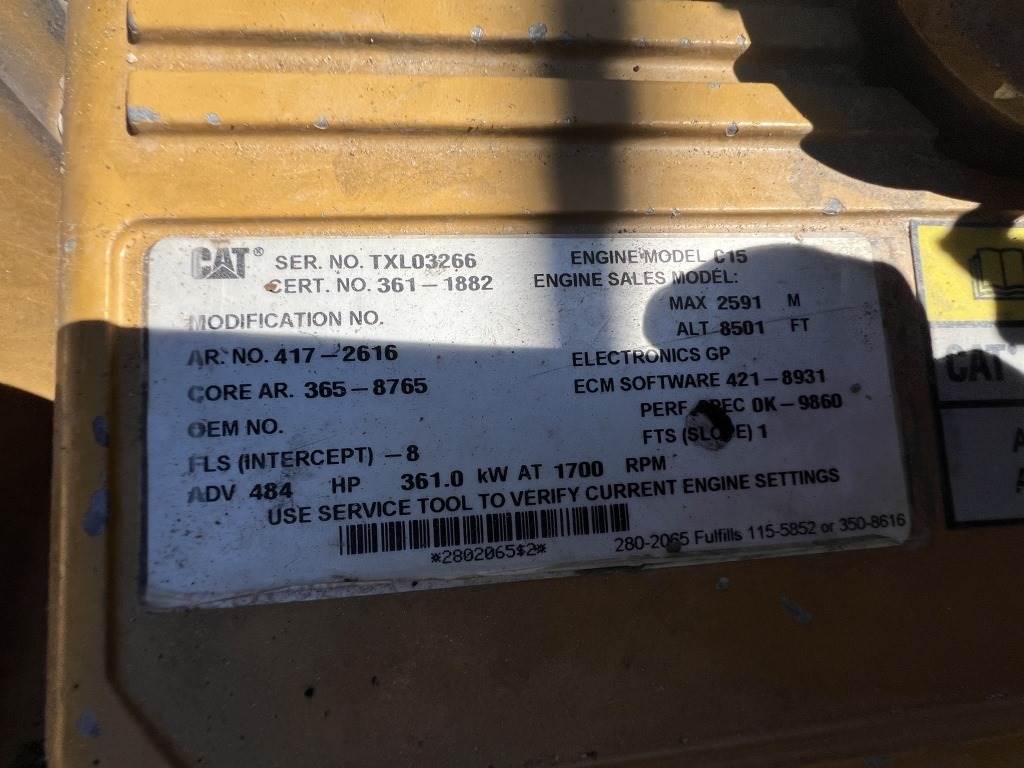 CAT® SER. NO. TXL03266 ENGINE MODEL C15
CERT. NO. 361-1882 ENGINE SALES MODEL:
MODIFICATION NO. MAX 2591 M
ALT 8501 FT
AR. NO. 417-2616 ELECTRONICS GP
CORE AR. 365-8765 ECM SOFTWARE 421-8931
OEM NO. PERF. SPEC 0K-9860
FLS (INTERCEPT) -8 FTS (SLOPE) 1
ADV 484 HP 361.0 kW AT 1700 RPM
USE SERVICE TOOL TO VERIFY CURRENT ENGINE SETTINGS
*2802065$2* 280-2065 Fulfills 115-5852 or 350-8616
CAT